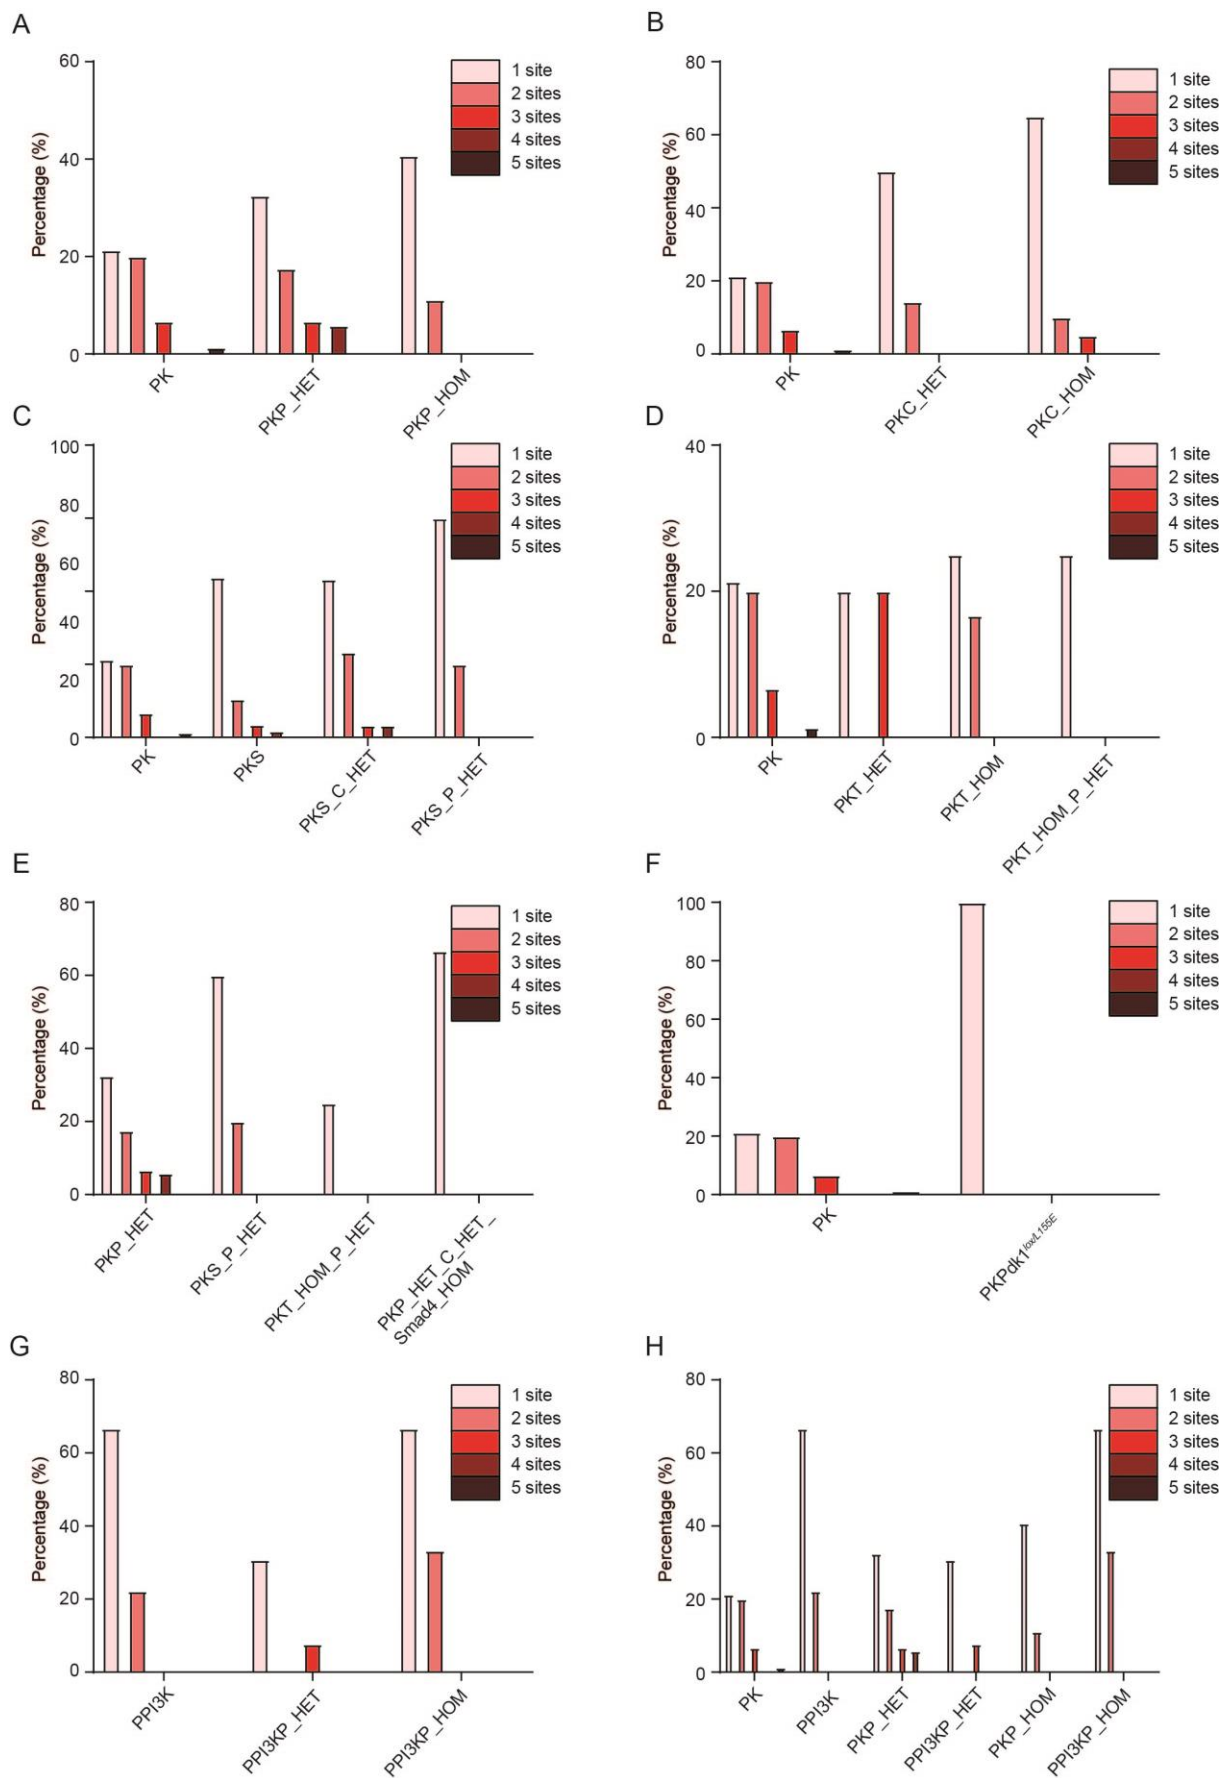 A
60
40
20
0
Percentage (%)
1 site
2 sites
3 sites
4 sites
5 sites
PK
PKP_HET
PKP_HOM
B
80
60
40
20
0
Percentage (%)
1 site
2 sites
3 sites
4 sites
5 sites
PK
PKC_HET
PKC_HOM
C
100
80
60
40
20
0
Percentage (%)
1 site
2 sites
3 sites
4 sites
5 sites
PK
PKS
PKS_C_HET
PKS_P_HET
D
40
20
0
Percentage (%)
1 site
2 sites
3 sites
4 sites
5 sites
PK
PKT_HET
PKT_HOM
PKT_HOM_P_HET
E
80
60
40
20
0
Percentage (%)
1 site
2 sites
3 sites
4 sites
5 sites
PKP_HET
PKS_P_HET
PKT_HOM_P_HET
PKP_HET_C_HET_
Smad4_HOM
F
100
80
60
40
20
0
Percentage (%)
1 site
2 sites
3 sites
4 sites
5 sites
PK
PKPdk1lox/L155E
G
80
60
40
20
0
Percentage (%)
1 site
2 sites
3 sites
4 sites
5 sites
PPI3K
PPI3KP_HET
PPI3KP_HOM
H
80
60
40
20
0
Percentage (%)
1 site
2 sites
3 sites
4 sites
5 sites
PK
PPI3K
PKP_HET
PPI3KP_HET
PKP_HOM
PPI3KP_HOM